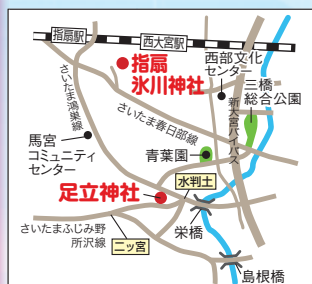 指扇駅
西大宮駅
指扇
氷川神社
西部文化
センター
三橋
総合公園
さいたま鴻巣線
さいたま春日部線
新大宮バイパス
馬宮
コミュニティ
センター
青葉園
水判土
足立神社
さいたまふじみ野
所沢線
二ッ宮
栄橋
島根橋